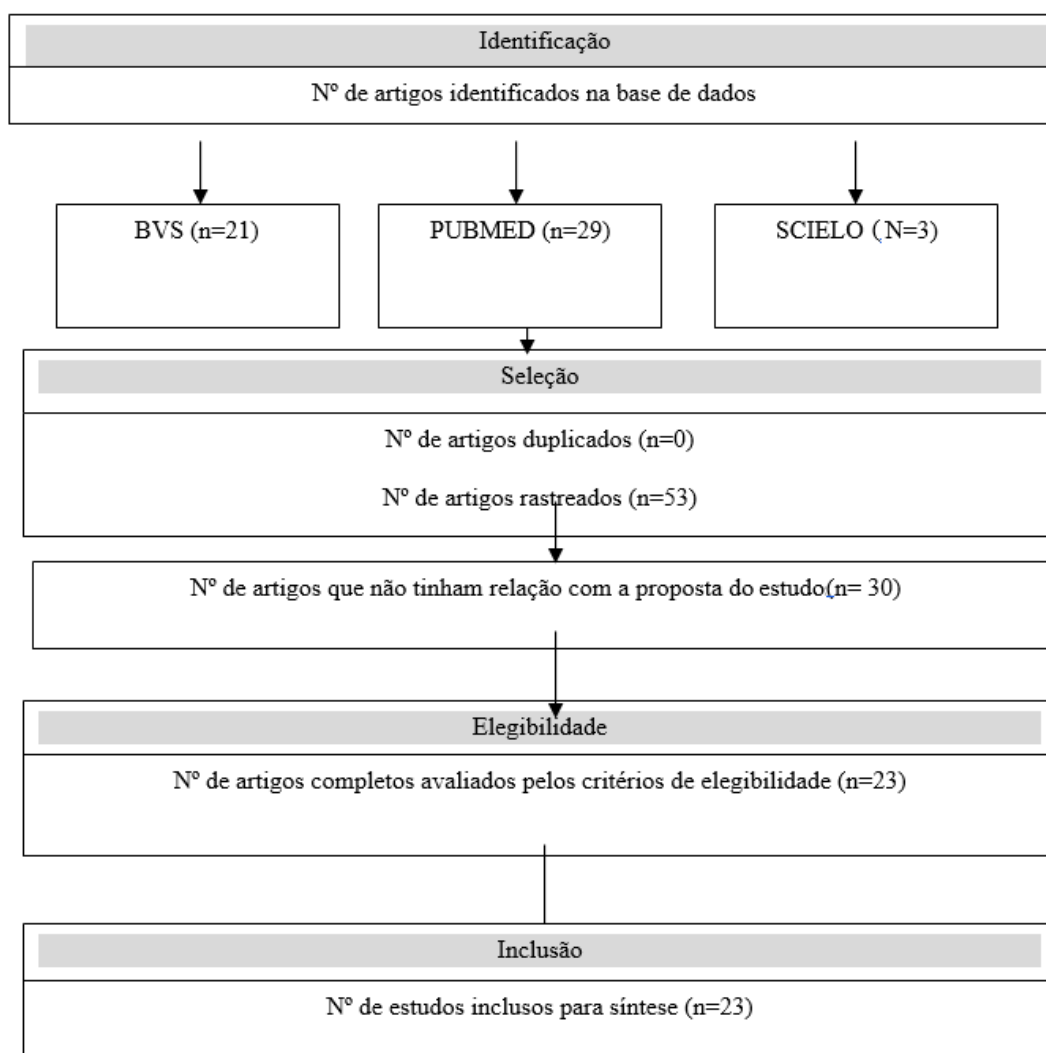 Identificação
Nº de artigos identificados na base de dados
BVS (n=21)
PUBMED (n=29)
SCIELO ( N=3)
Seleção
Nº de artigos duplicados (n=0)
Nº de artigos rastreados (n=53)
Nº de artigos que não tinham relação com a proposta do estudo(n= 30)
Elegibilidade
Nº de artigos completos avaliados pelos critérios de elegibilidade (n=23)
Inclusão
Nº de estudos inclusos para síntese (n=23)